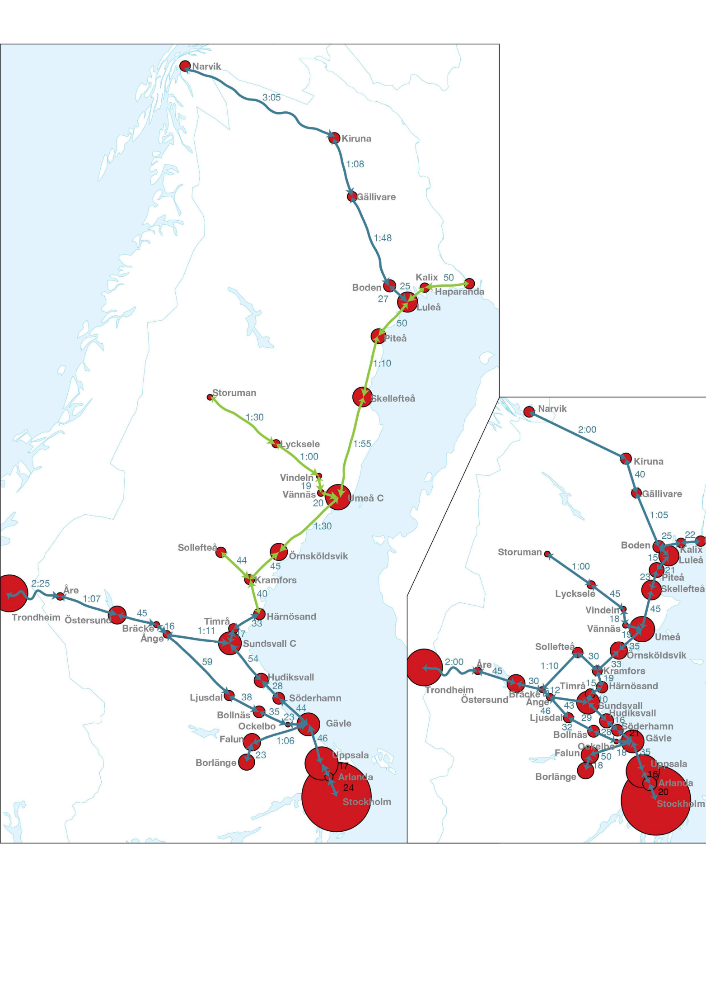 Narvik
3:05
Kiruna
1:08
Gällivare
1:48
Kalix
50
Boden
25
Haparanda
27
Luleå
50
Piteå
1:10
Storuman
Skellefteå
1:30
Lycksele
1:55
1:00
Vindeln
19
Vännäs
20
Umeå C
1:30
Sollefteå
Örnsköldsvik
44
45
Kramfors
2:25
Åre
40
1:07
Trondheim
Östersund
45
Härnösand
Timrå
33
Bräcke
16
1:11
17
Ånge
Sundsvall C
59
54
Hudiksvall
28
Ljusdal
38
Söderhamn
44
Bollnäs
35
23
Ockelbo
Gävle
Falun
1:06
46
23
Uppsala
Borlänge
17
Arlanda
24
Stockholm
Narvik
2:00
Kiruna
40
Gällivare
1:05
25
22
Boden
Kalix
Storuman
15
Luleå
1:00
21
23
Piteå
Skellefteå
Lycksele
45
Vindeln
45
18
Vännäs
19
Umeå
Sollefteå
35
Örnsköldsvik
30
2:00
Åre
1:10
33
45
Kramfors
30
19
Timrå
15
Härnösand
Trondheim
12
Bräcke
Östersund
10
Ånge
43
Sundsvall
46
Hudiksvall
Ljusdal
29
16
32
Söderhamn
Bollnäs
28
21
Gävle
Ockelbo
Falun
50
18
35
18
Uppsala
Borlänge
16
Arlanda
20
Stockholm